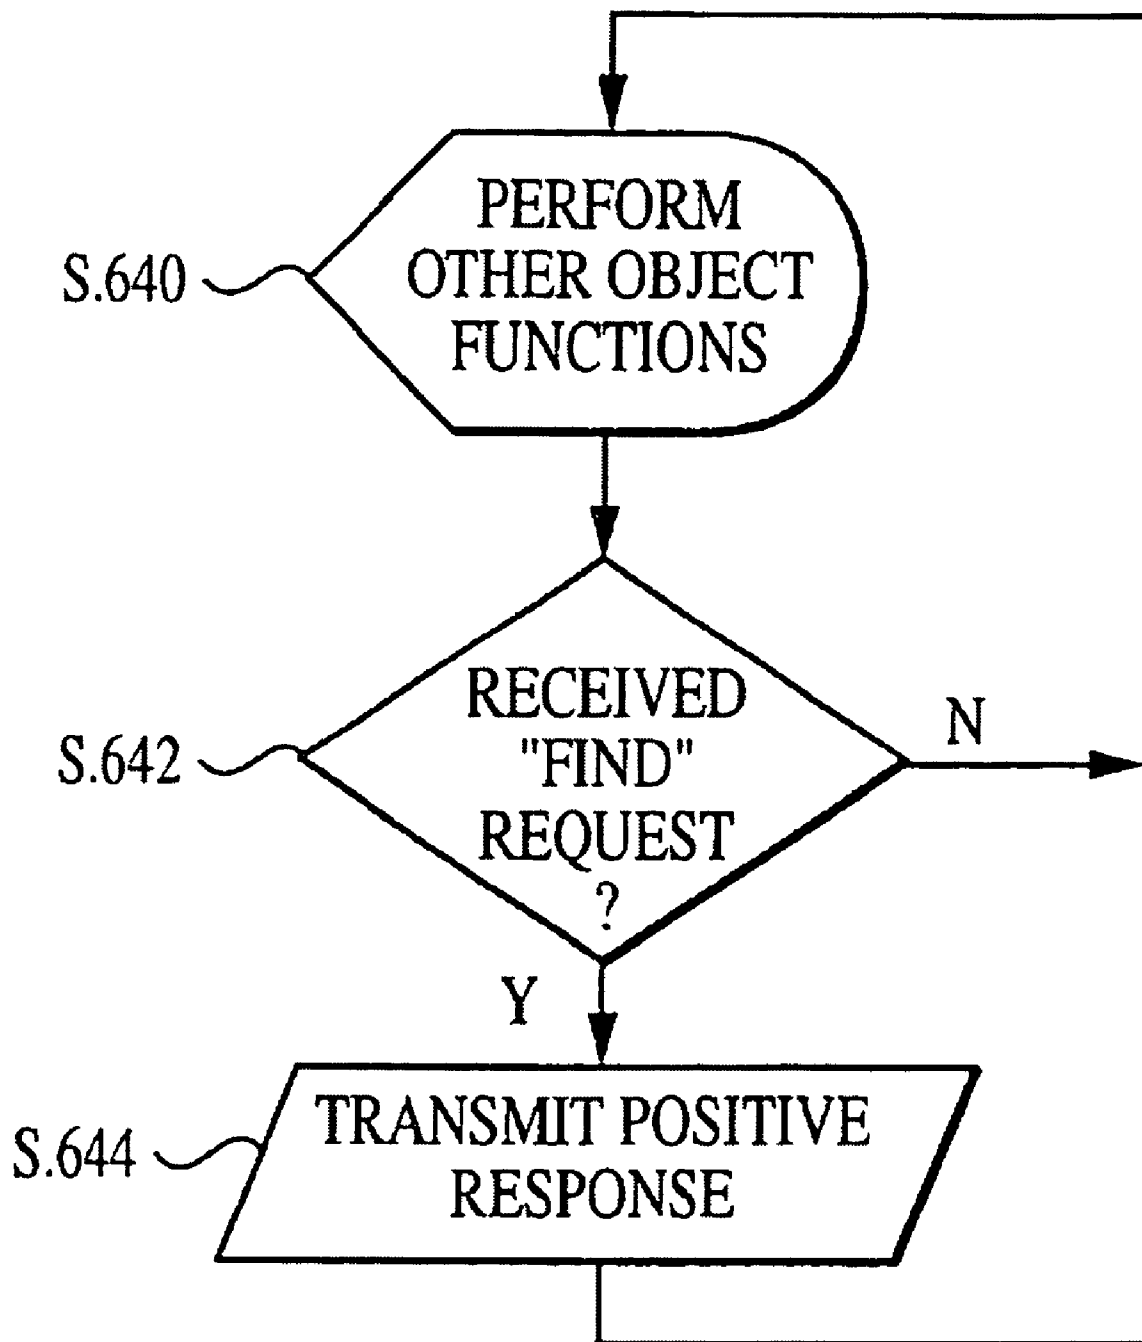 PERFORM
OTHER OBJECT
FUNCTIONS
S.640
RECEIVED
"FIND"
REQUEST
?
S.642
N
Y
TRANSMIT POSITIVE
RESPONSE
S.644